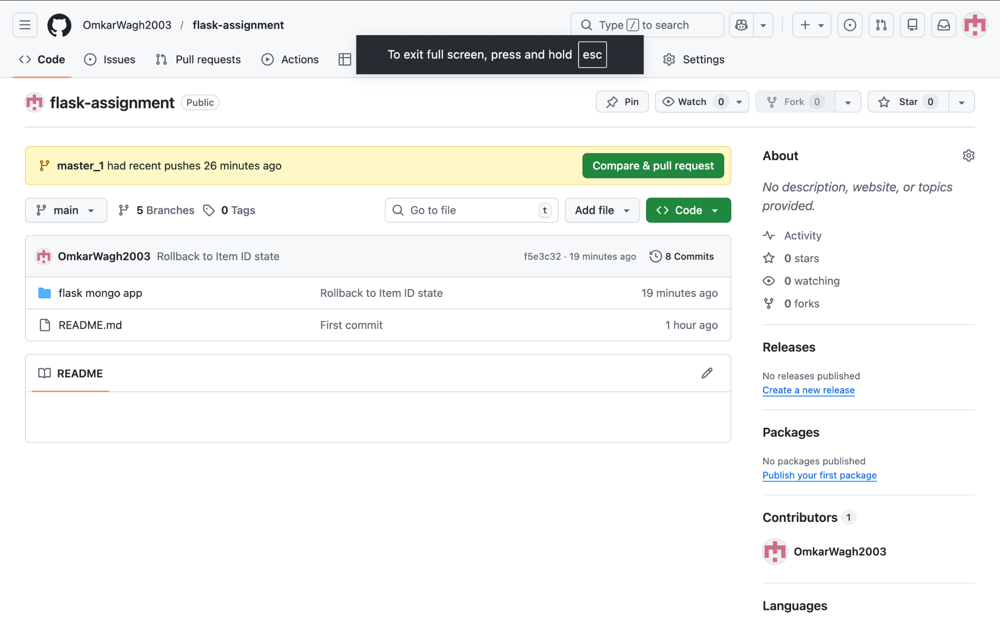 OmkarWagh2003 / flask-assignment
Type / to search
Code
Issues
Pull requests
Actions
To exit full screen, press and hold esc
Settings
flask-assignment Public
Pin
Watch 0
Fork 0
Star 0
master_1 had recent pushes 26 minutes ago
Compare & pull request
main
5 Branches
0 Tags
Go to file t
Add file
Code
OmkarWagh2003 Rollback to Item ID state
f5e3c32 · 19 minutes ago
8 Commits
flask mongo app Rollback to Item ID state 19 minutes ago
README.md First commit 1 hour ago
README
About
No description, website, or topics
provided.
Activity
0 stars
0 watching
0 forks
Releases
No releases published
Create a new release
Packages
No packages published
Publish your first package
Contributors 1
OmkarWagh2003
Languages